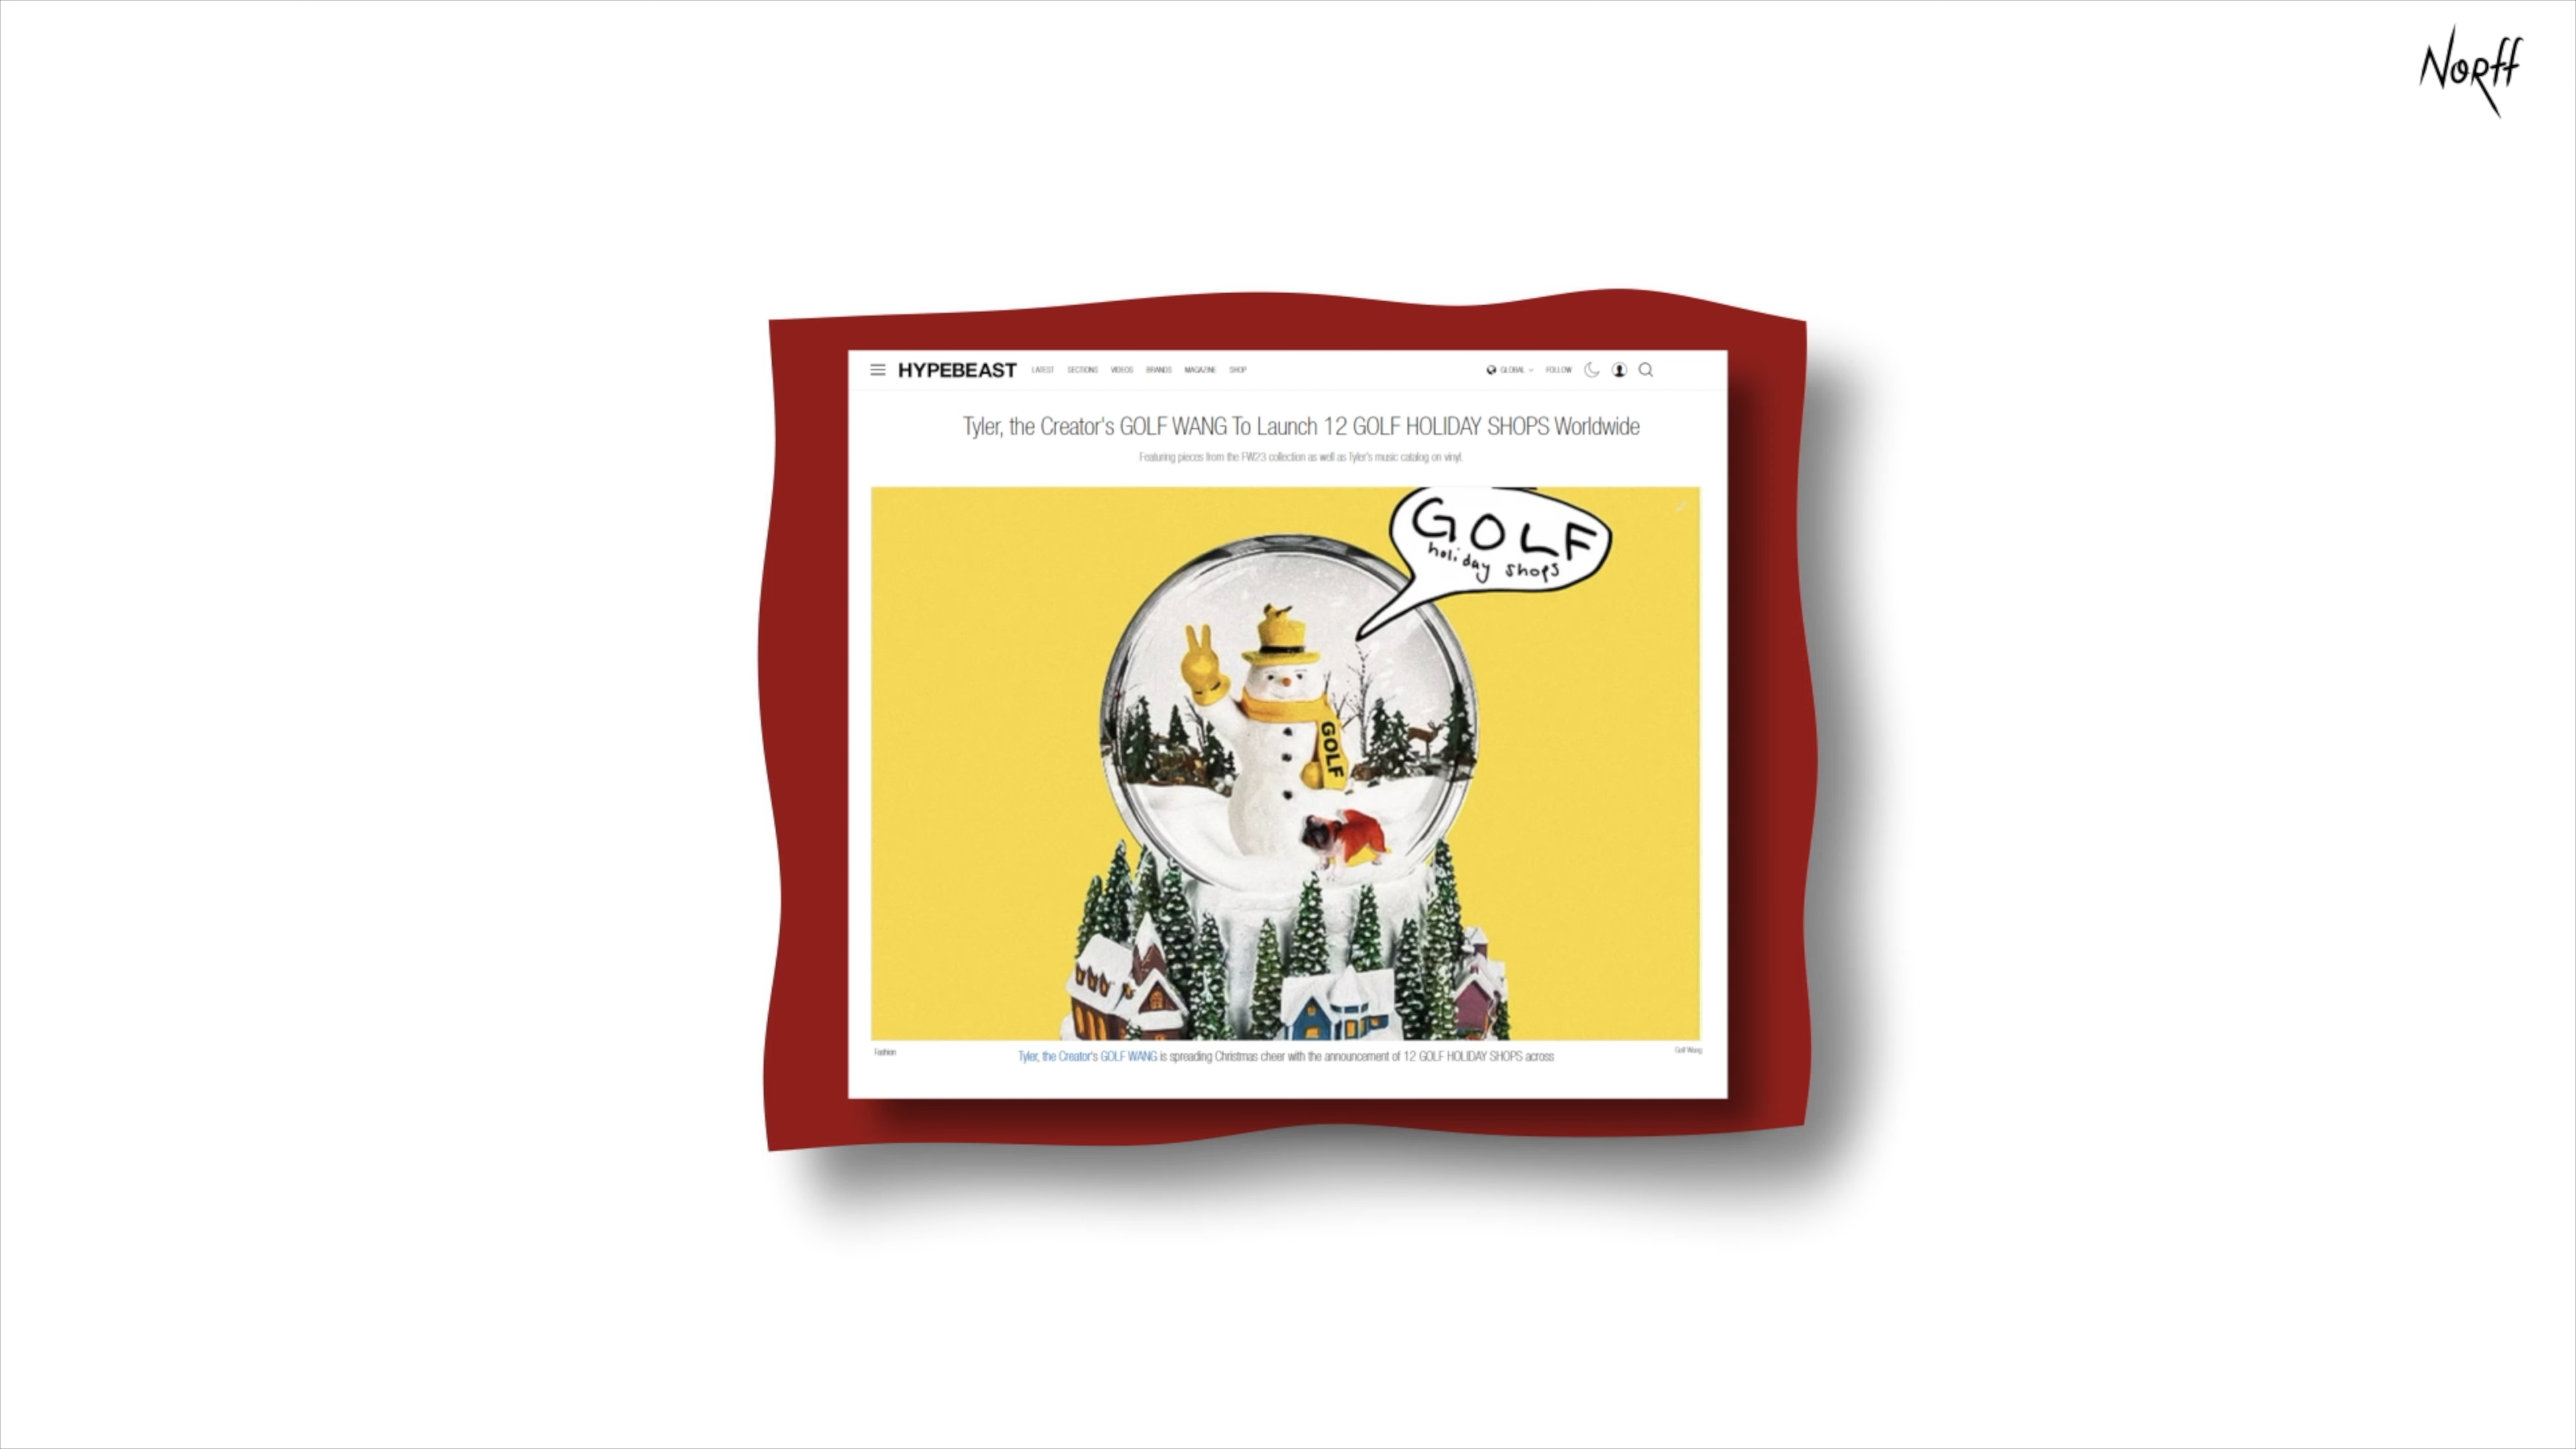 Norff
HYPEBEAST LATEST SECTIONS VIDEOS BRANDS MAGAZINE SHOP GLOBAL FOLLOW
Tyler, the Creator's GOLF WANG To Launch 12 GOLF HOLIDAY SHOPS Worldwide
Featuring pieces from the FW23 collection as well as Tyler's music catalog on vinyl.
GOLF
holiday shops
GOLF
Fashion
Golf Wang
Tyler, the Creator's GOLF WANG is spreading Christmas cheer with the announcement of 12 GOLF HOLIDAY SHOPS across